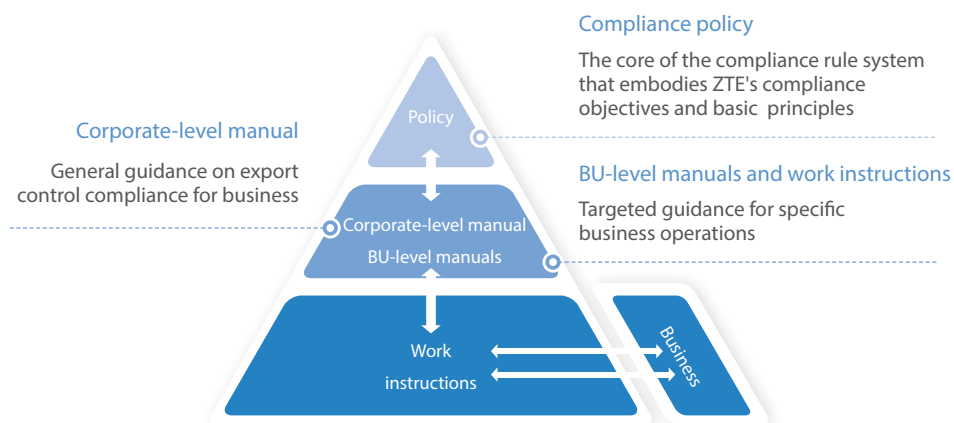 Compliance policy
The core of the compliance rule system
that embodies ZTE's compliance
objectives and basic principles
Policy
Corporate-level manual
General guidance on export
control compliance for business
BU-level manuals and work instructions
Targeted guidance for specific
business operations
Corporate-level manual
BU-level manuals
Work
instructions
Business